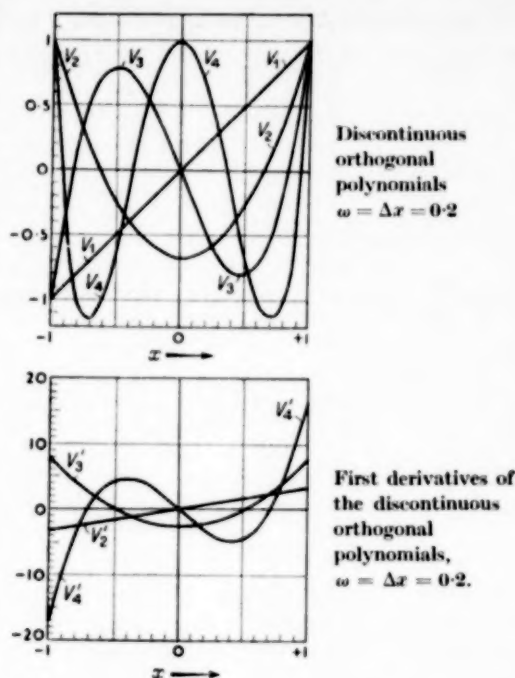 1
0·5
0
-0·5
-1
V₂
V₃
V₄
V₁
V₂
V₁
V₄
V₃
-1
0
+1
x
Discontinuous
orthogonal
polynomials
ω = Δx = 0·2
20
10
0
-10
-20
V₃′
V₂′
V₄′
V₄′
-1
0
+1
x
First derivatives of
the discontinuous
orthogonal
polynomials,
ω = Δx = 0·2.